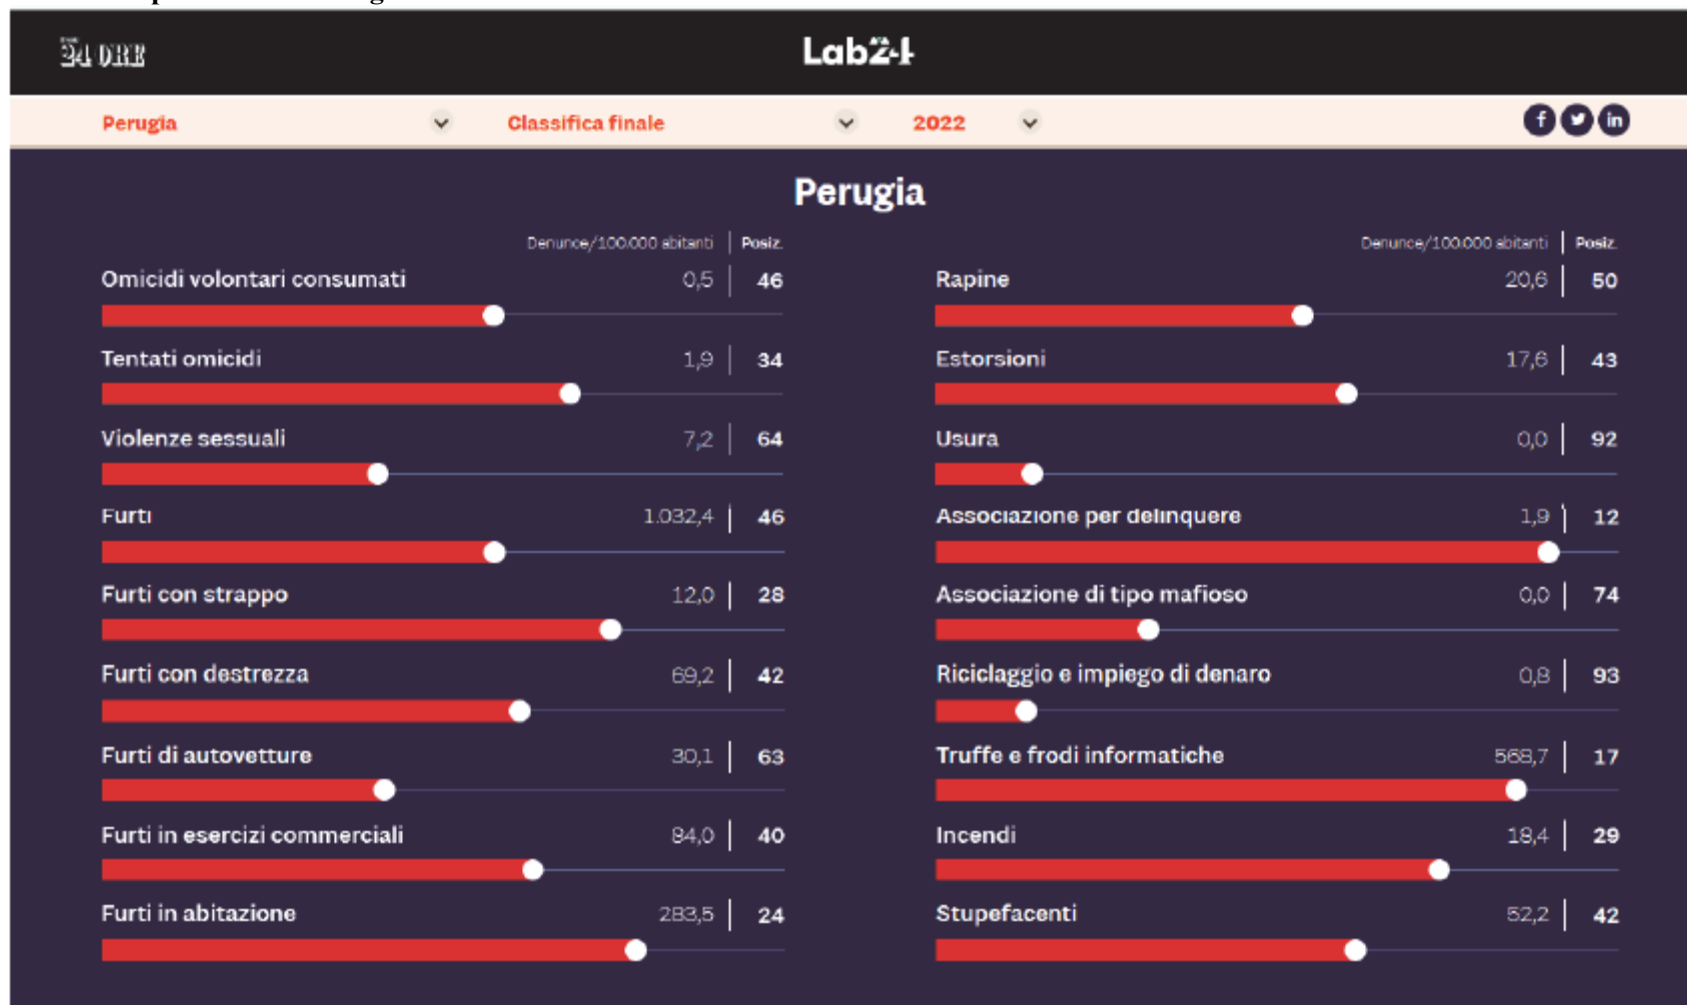 24 ORE
Lab24
Perugia Classifica finale 2022
Perugia
Denunce/100.000 abitanti Posiz.
Omicidi volontari consumati 0,5 46
Tentati omicidi 1,9 34
Violenze sessuali 7,2 64
Furti 1.032,4 46
Furti con strappo 12,0 28
Furti con destrezza 69,2 42
Furti di autovetture 30,1 63
Furti in esercizi commerciali 84,0 40
Furti in abitazione 283,5 24
Denunce/100.000 abitanti Posiz.
Rapine 20,6 50
Estorsioni 17,6 43
Usura 0,0 92
Associazione per delinquere 1,9 12
Associazione di tipo mafioso 0,0 74
Riciclaggio e impiego di denaro 0,8 93
Truffe e frodi informatiche 568,7 17
Incendi 18,4 29
Stupefacenti 52,2 42